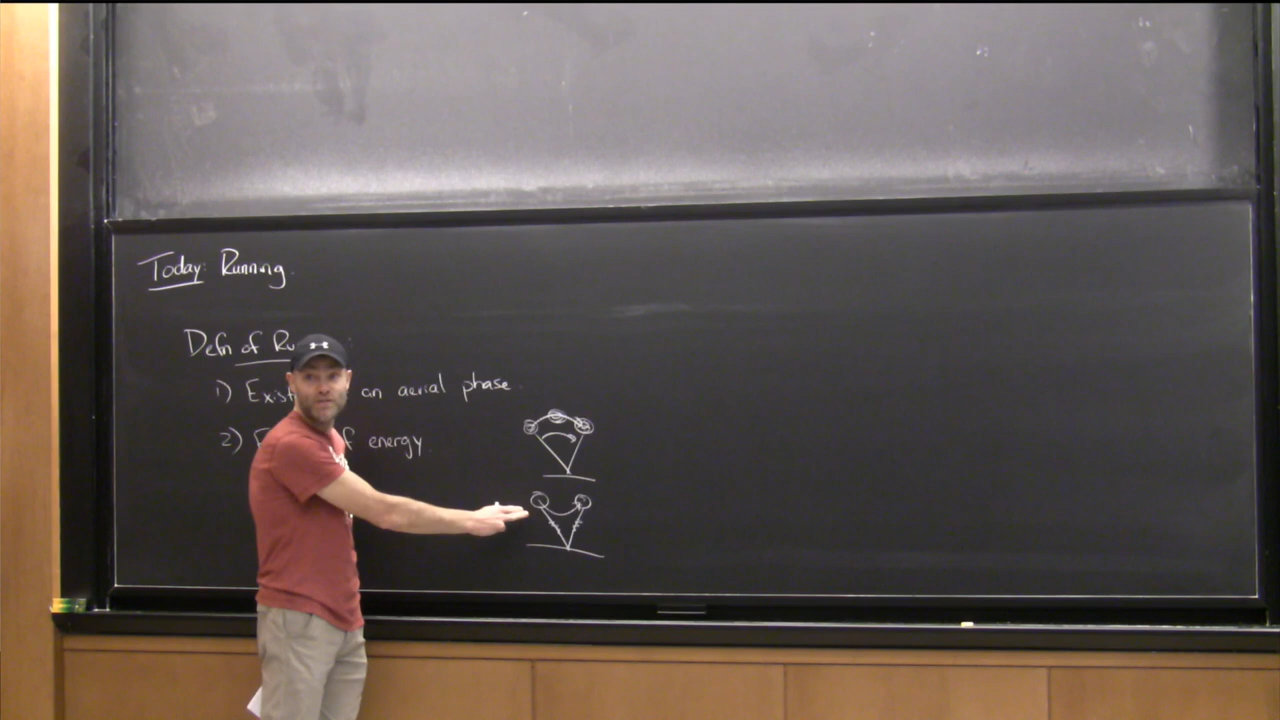 Today: Running.
Defn of Ru
1) Exist an aerial phase.
2) f energy.